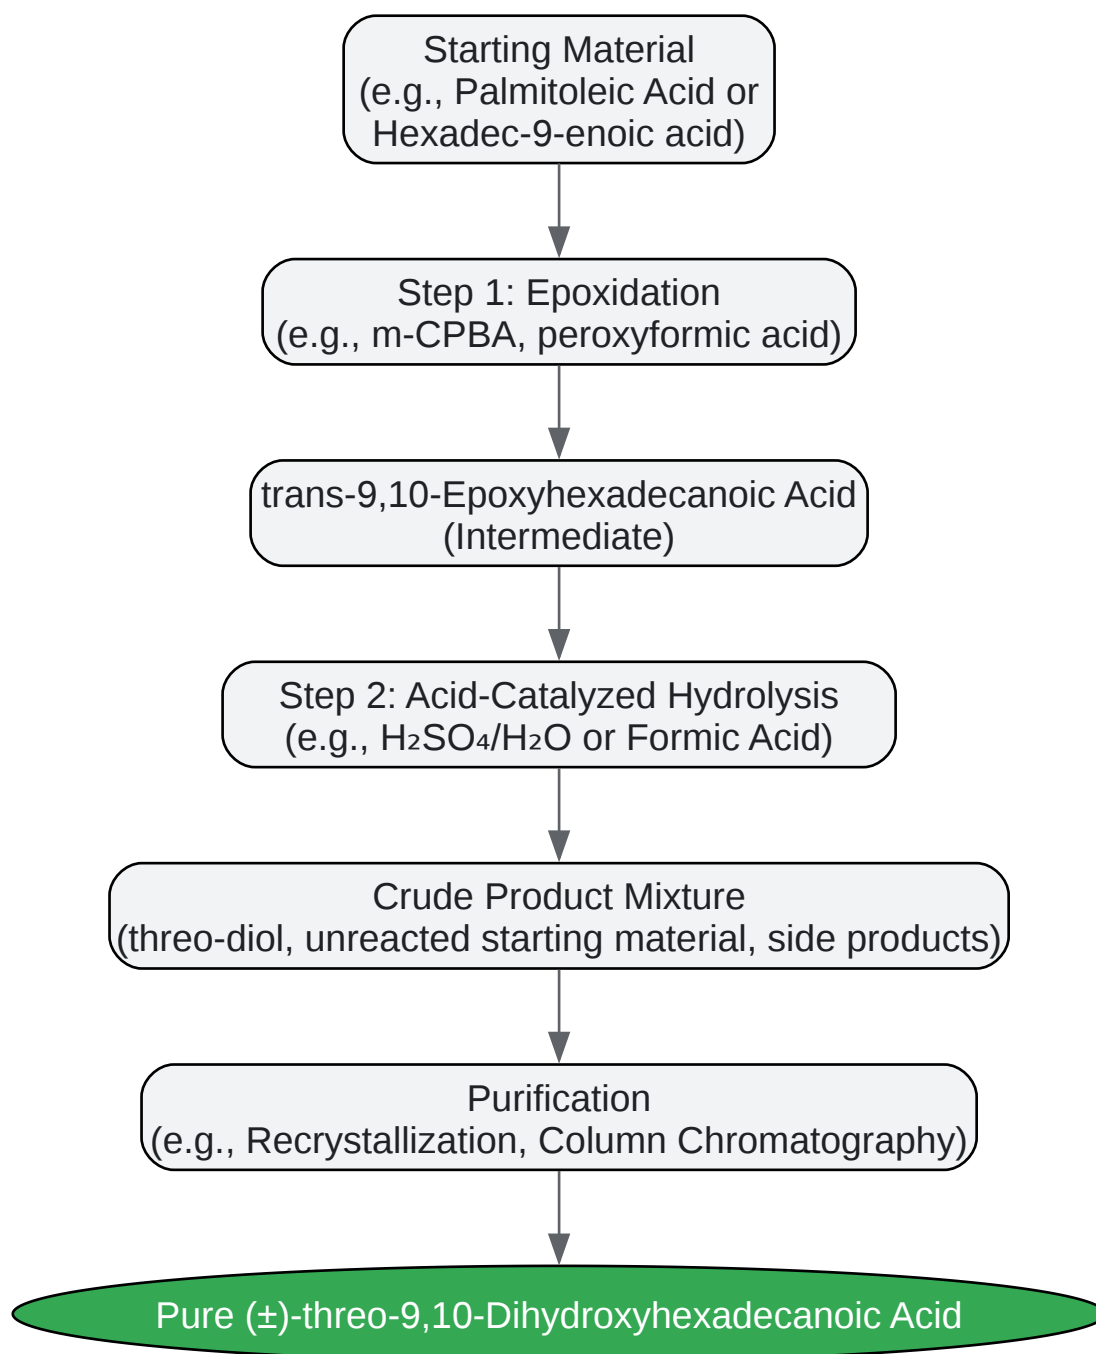 Starting Material
(e.g., Palmitoleic Acid or
Hexadec-9-enoic acid)
Step 1: Epoxidation
(e.g., m-CPBA, peroxyformic acid)
trans-9,10-Epoxyhexadecanoic Acid
(Intermediate)
Step 2: Acid-Catalyzed Hydrolysis
(e.g., H₂SO₄/H₂O or Formic Acid)
Crude Product Mixture
(threo-diol, unreacted starting material, side products)
Purification
(e.g., Recrystallization, Column Chromatography)
Pure (±)-threo-9,10-Dihydroxyhexadecanoic Acid